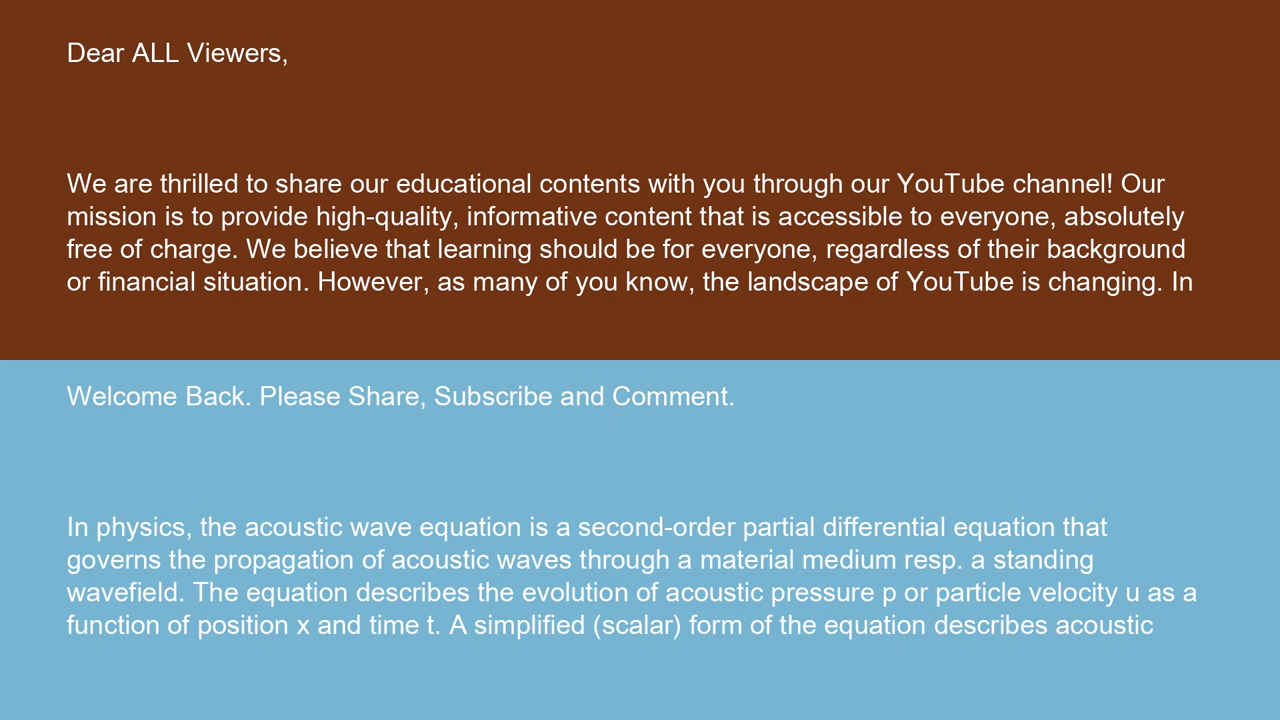 Dear ALL Viewers,
We are thrilled to share our educational contents with you through our YouTube channel! Our
mission is to provide high-quality, informative content that is accessible to everyone, absolutely
free of charge. We believe that learning should be for everyone, regardless of their background
or financial situation. However, as many of you know, the landscape of YouTube is changing. In
Welcome Back. Please Share, Subscribe and Comment.
In physics, the acoustic wave equation is a second-order partial differential equation that
governs the propagation of acoustic waves through a material medium resp. a standing
wavefield. The equation describes the evolution of acoustic pressure p or particle velocity u as a
function of position x and time t. A simplified (scalar) form of the equation describes acoustic